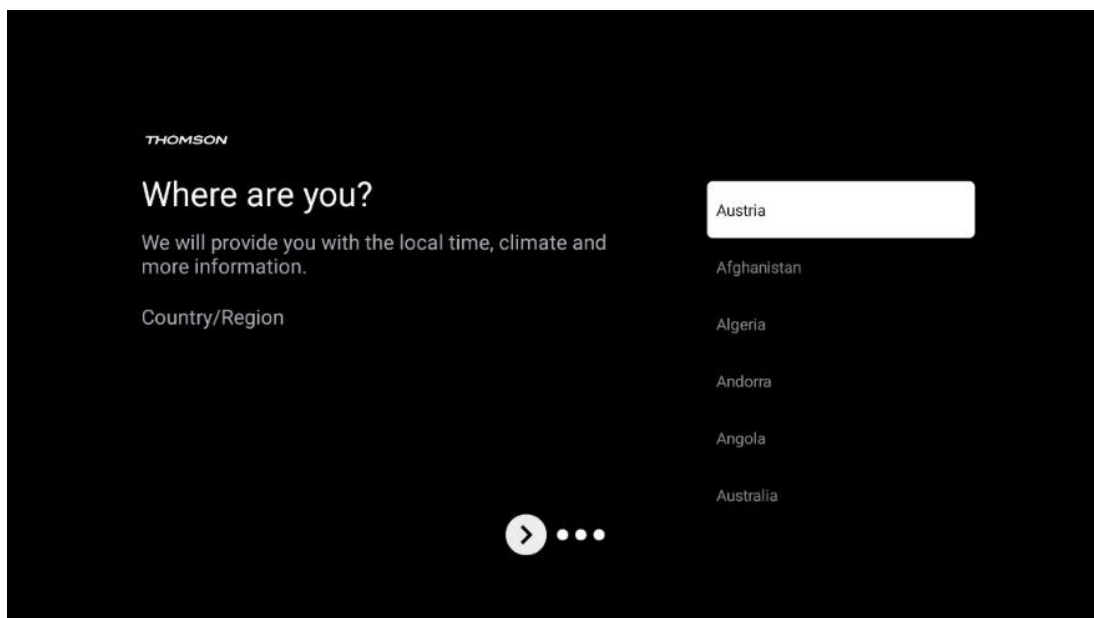 THOMSON
Where are you?
We will provide you with the local time, climate and
more information.
Country/Region
Austria
Afghanistan
Algeria
Andorra
Angola
Australia